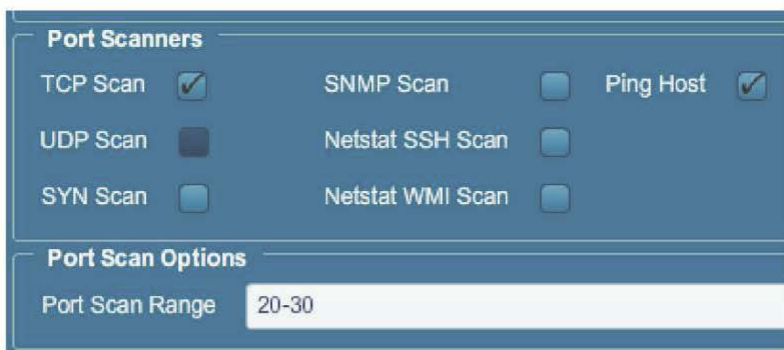 Port Scanners
TCP Scan SNMP Scan Ping Host
UDP Scan Netstat SSH Scan
SYN Scan Netstat WMI Scan
Port Scan Options
Port Scan Range 20-30